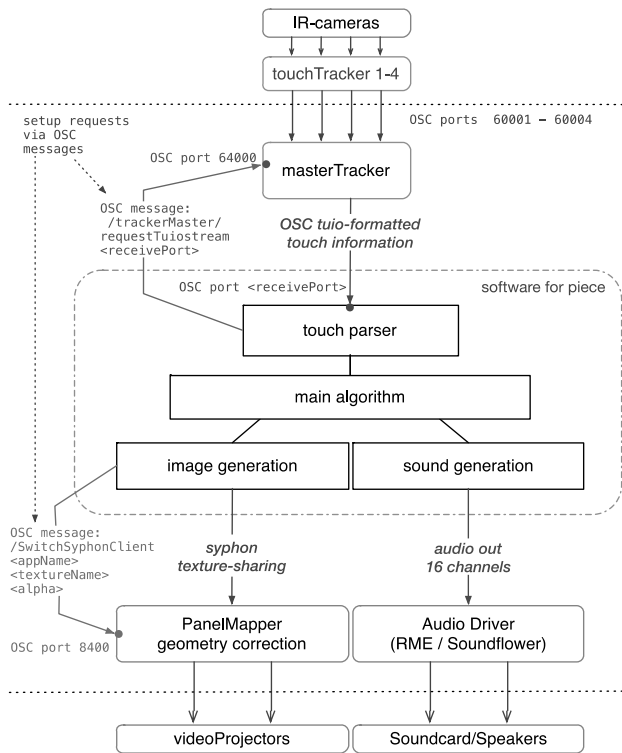 IR-cameras
touchTracker 1-4
OSC ports 60001 – 60004
setup requests
via OSC
messages
OSC port 64000
masterTracker
OSC message:
/trackerMaster/
requestTuiostream
<receivePort>
OSC tuio-formatted
touch information
OSC port <receivePort>
software for piece
touch parser
main algorithm
image generation
sound generation
OSC message:
/SwitchSyphonClient
<appName>
<textureName>
<alpha>
syphon
texture-sharing
audio out
16 channels
OSC port 8400
PanelMapper
geometry correction
Audio Driver
(RME / Soundflower)
videoProjectors
Soundcard/Speakers